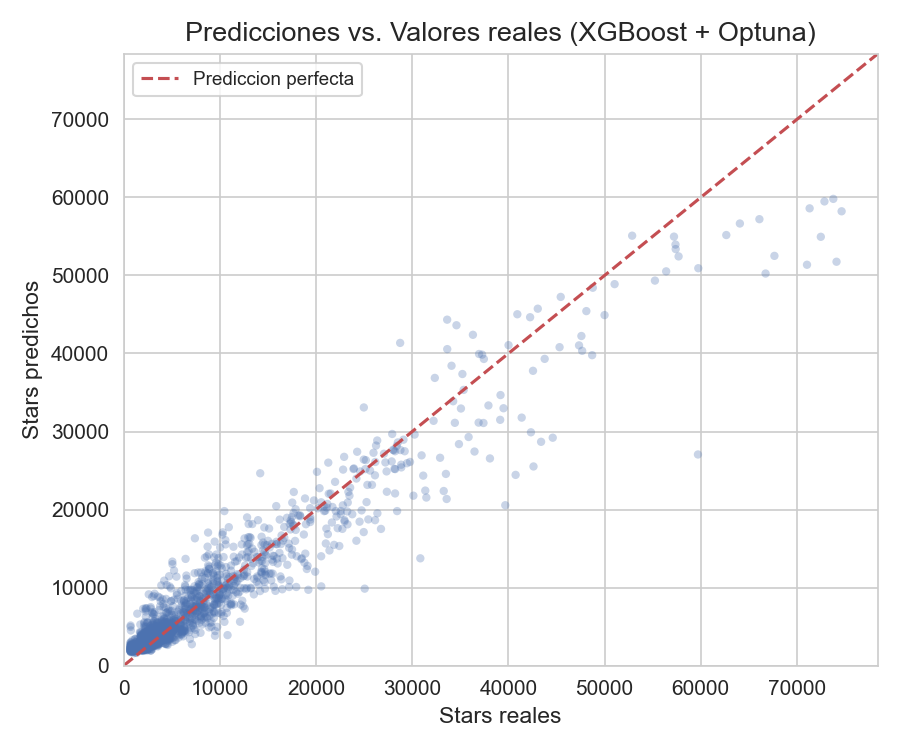 Predicciones vs. Valores reales (XGBoost + Optuna)
Prediccion perfecta
Stars predichos
70000
60000
50000
40000
30000
20000
10000
0
0 10000 20000 30000 40000 50000 60000 70000
Stars reales